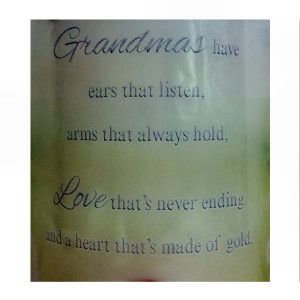 Grandmas have
ears that listen,
arms that always hold,
Love that's never ending
and a heart that's made of gold.